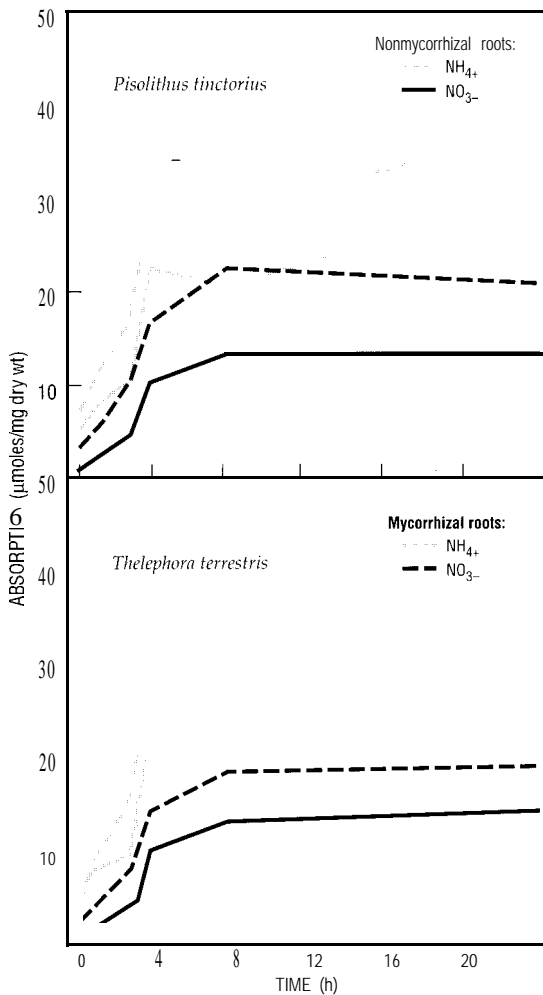 50
Nonmycorrhizal roots:
NH4+
NO3–
Pisolithus tinctorius
40
30
20
10
50
Mycorrhizal roots:
NH4+
NO3–
Thelephora terrestris
40
30
20
10
0 4 8 12 16 20
TIME (h)
ABSORPTI6 (µmoles/mg dry wt)